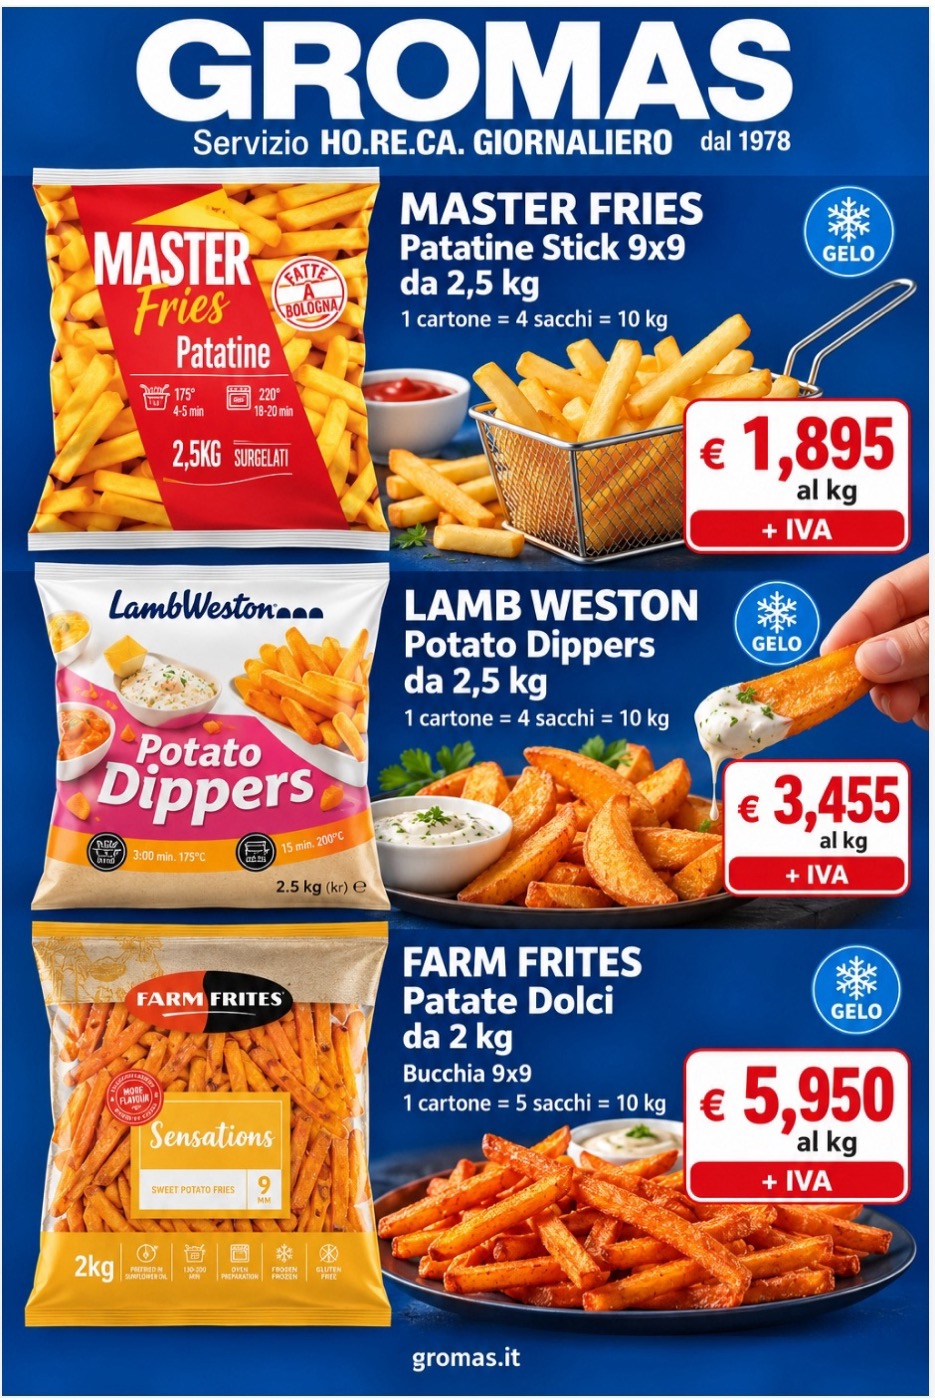 GROMAS
Servizio HO.RE.CA. GIORNALIERO dal 1978
MASTER
Fries
Patatine
FATTE
A
BOLOGNA
175°
4-5 min
220°
18-20 min
2,5KG SURGELATI
MASTER FRIES
Patatine Stick 9x9
da 2,5 kg
1 cartone = 4 sacchi = 10 kg
GELO
€ 1,895
al kg
+ IVA
LambWeston
Potato
Dippers
3:00 min. 175°C
15 min. 200°C
2.5 kg (kr) e
LAMB WESTON
Potato Dippers
da 2,5 kg
1 cartone = 4 sacchi = 10 kg
GELO
€ 3,455
al kg
+ IVA
FARM FRITES
MORE
FLAVOUR
Sensations
SWEET POTATO FRIES
9
MM
2kg
GLUTEN
FREE
FARM FRITES
Patate Dolci
da 2 kg
Bucchia 9x9
1 cartone = 5 sacchi = 10 kg
GELO
€ 5,950
al kg
+ IVA
gromas.it